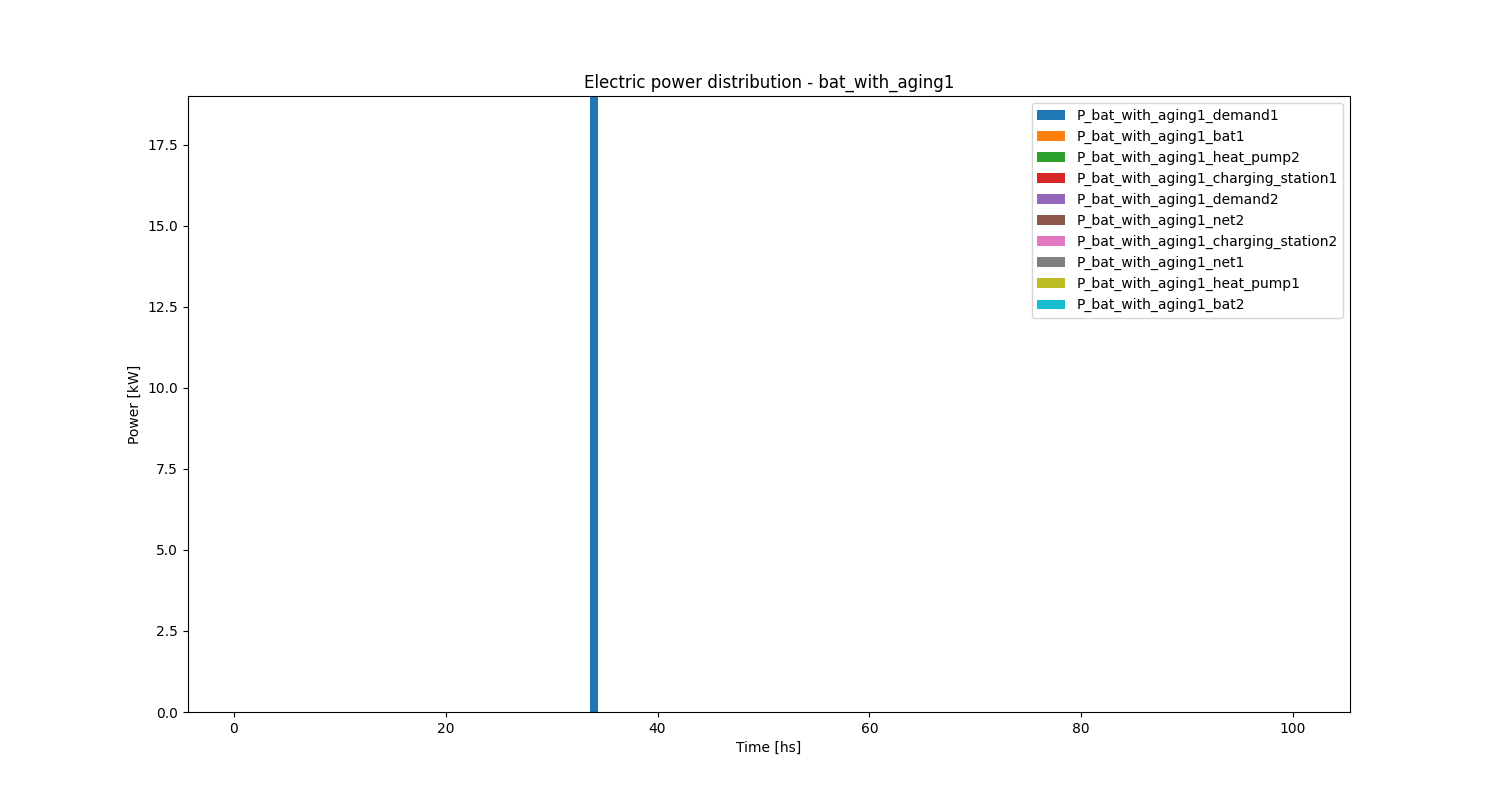 Electric power distribution - bat_with_aging1
P_bat_with_aging1_demand1
P_bat_with_aging1_bat1
P_bat_with_aging1_heat_pump2
P_bat_with_aging1_charging_station1
P_bat_with_aging1_demand2
P_bat_with_aging1_net2
P_bat_with_aging1_charging_station2
P_bat_with_aging1_net1
P_bat_with_aging1_heat_pump1
P_bat_with_aging1_bat2
Power [kW]
17.5
15.0
12.5
10.0
7.5
5.0
2.5
0.0
0 20 40 60 80 100
Time [hs]